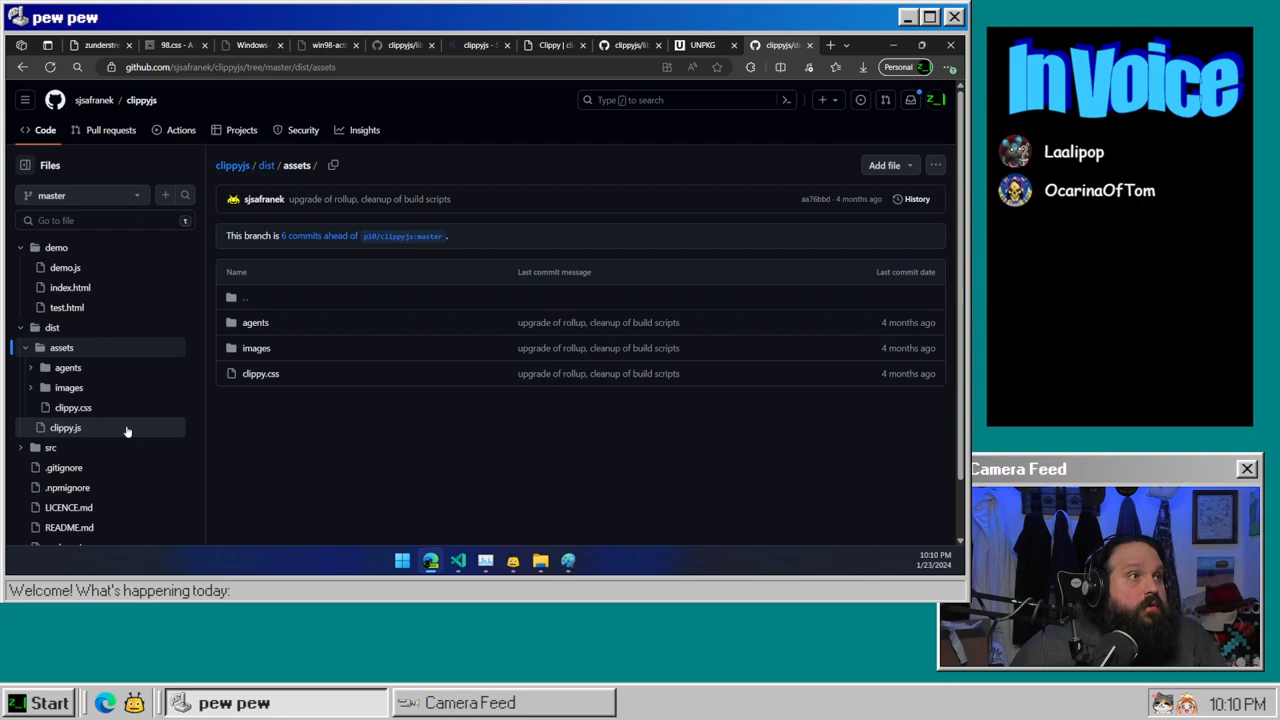 pew pew
zunderstre
98.css - A
Windows
win98-acti
clippyjs/li
clippyjs - S
Clippy | cli
clippyjs/li
UNPKG
clippyjs/di
github.com/sjsafranek/clippyjs/tree/master/dist/assets
Personal
sjsafranek / clippyjs
Type / to search
Code
Pull requests
Actions
Projects
Security
Insights
Files
clippyjs / dist / assets /
Add file
master
sjsafranek upgrade of rollup, cleanup of build scripts
aa76bbd · 4 months ago
History
Go to file
t
This branch is 6 commits ahead of pi0/clippyjs:master .
Name
Last commit message
Last commit date
..
agents
upgrade of rollup, cleanup of build scripts
4 months ago
images
upgrade of rollup, cleanup of build scripts
4 months ago
clippy.css
upgrade of rollup, cleanup of build scripts
4 months ago
demo
demo.js
index.html
test.html
dist
assets
agents
images
clippy.css
clippy.js
src
.gitignore
.npmignore
LICENCE.md
README.md
10:10 PM
1/23/2024
Welcome! What's happening today:
In Voice
Laalipop
OcarinaOfTom
Camera Feed
Start
pew pew
Camera Feed
10:10 PM